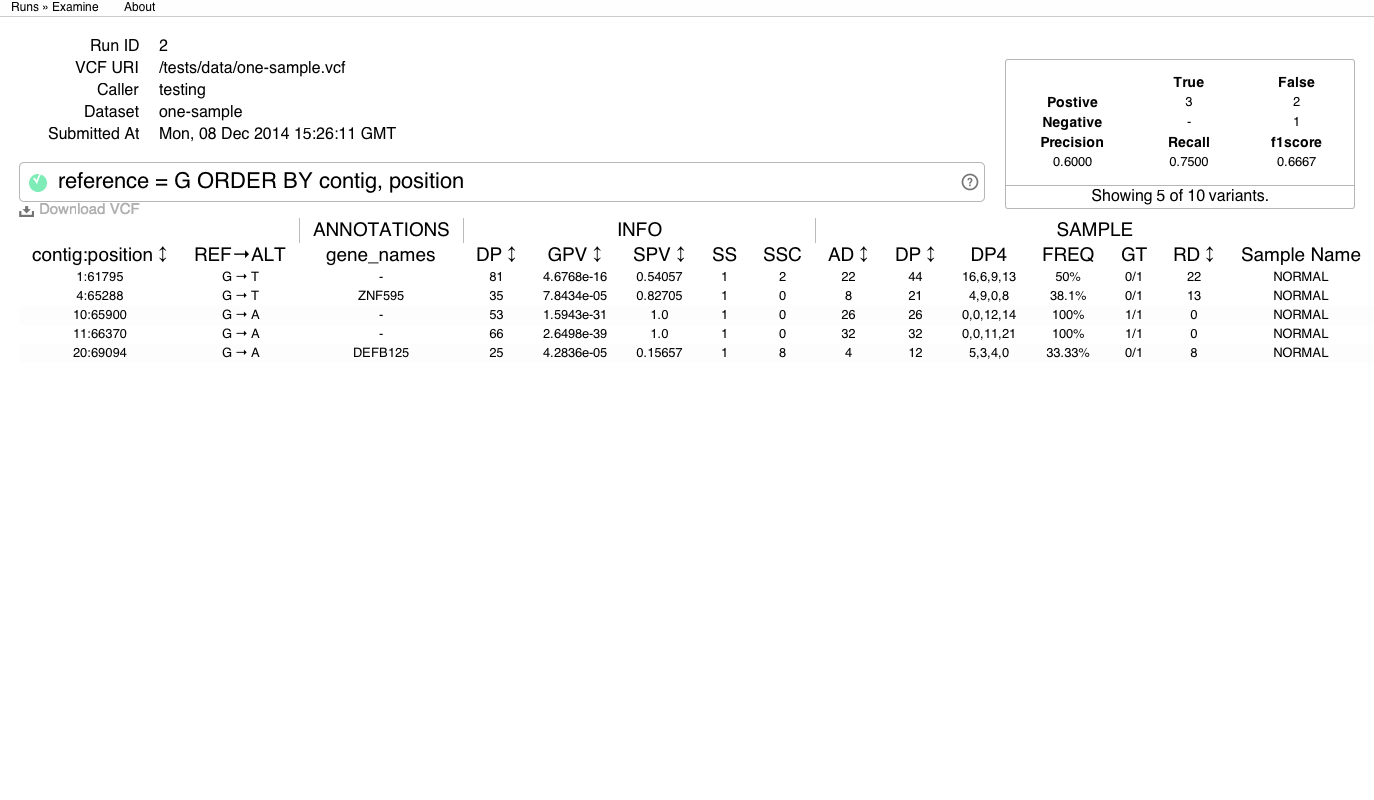 Runs » Examine About
Run ID 2
VCF URI /tests/data/one-sample.vcf
Caller testing
Dataset one-sample
Submitted At Mon, 08 Dec 2014 15:26:11 GMT
True False
Postive 3 2
Negative - 1
Precision Recall f1score
0.6000 0.7500 0.6667
Showing 5 of 10 variants.
reference = G ORDER BY contig, position ?
Download VCF
ANNOTATIONS INFO SAMPLE
contig:position ↕ REF→ALT gene_names DP ↕ GPV ↕ SPV ↕ SS SSC AD ↕ DP ↕ DP4 FREQ GT RD ↕ Sample Name
1:61795 G → T - 81 4.6768e-16 0.54057 1 2 22 44 16,6,9,13 50% 0/1 22 NORMAL
4:65288 G → T ZNF595 35 7.8434e-05 0.82705 1 0 8 21 4,9,0,8 38.1% 0/1 13 NORMAL
10:65900 G → A - 53 1.5943e-31 1.0 1 0 26 26 0,0,12,14 100% 1/1 0 NORMAL
11:66370 G → A - 66 2.6498e-39 1.0 1 0 32 32 0,0,11,21 100% 1/1 0 NORMAL
20:69094 G → A DEFB125 25 4.2836e-05 0.15657 1 8 4 12 5,3,4,0 33.33% 0/1 8 NORMAL